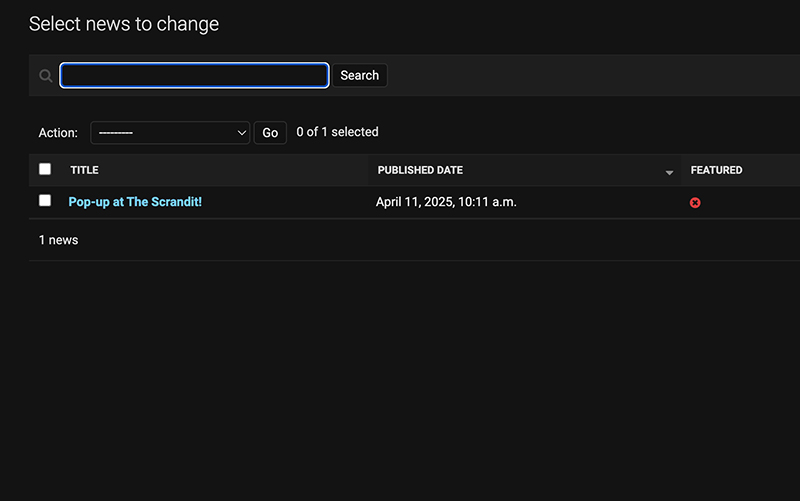 Select news to change
Search
Action: --------- Go 0 of 1 selected
TITLE PUBLISHED DATE FEATURED
Pop-up at The Scrandit! April 11, 2025, 10:11 a.m.
1 news